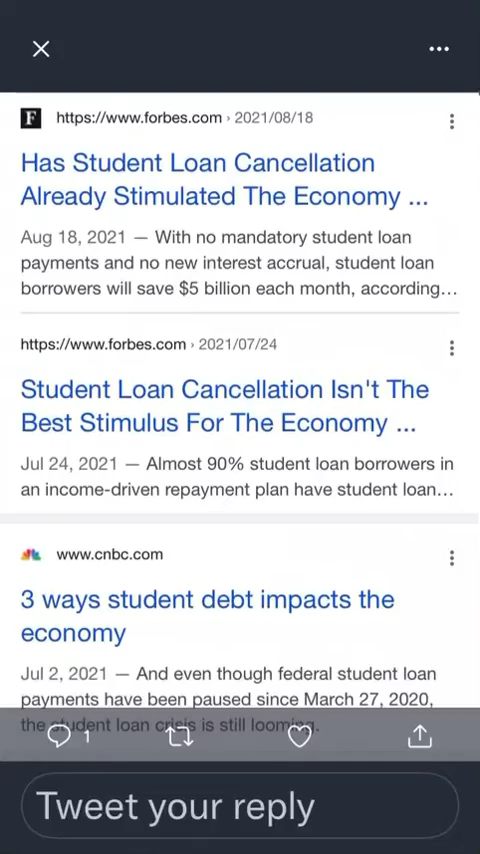 https://www.forbes.com › 2021/08/18
Has Student Loan Cancellation
Already Stimulated The Economy ...
Aug 18, 2021 — With no mandatory student loan
payments and no new interest accrual, student loan
borrowers will save $5 billion each month, according...
https://www.forbes.com › 2021/07/24
Student Loan Cancellation Isn't The
Best Stimulus For The Economy ...
Jul 24, 2021 — Almost 90% student loan borrowers in
an income-driven repayment plan have student loan...
www.cnbc.com
3 ways student debt impacts the
economy
Jul 2, 2021 — And even though federal student loan
payments have been paused since March 27, 2020,
the student loan crisis is still looming.
1
Tweet your reply